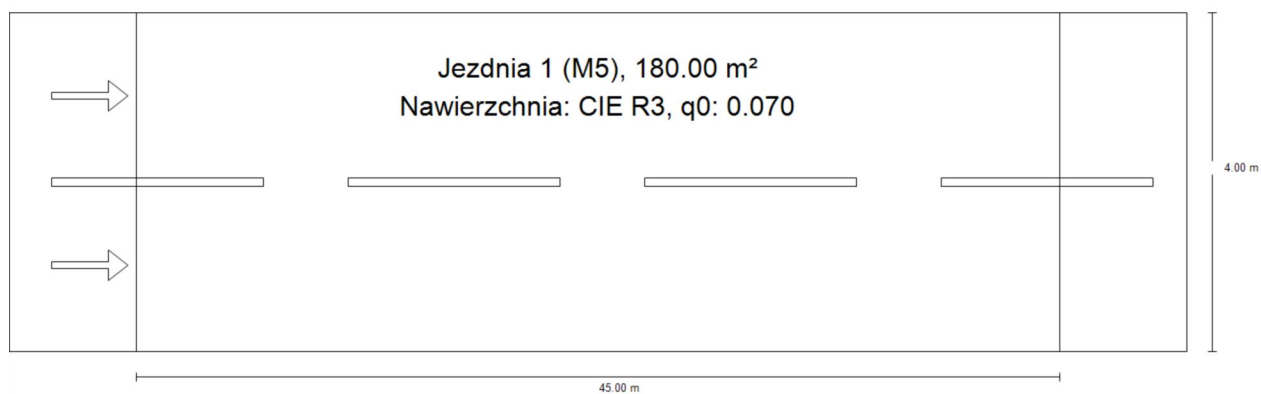 Jezdnia 1 (M5), 180.00 m²
Nawierzchnia: CIE R3, q0: 0.070
4.00 m
45.00 m